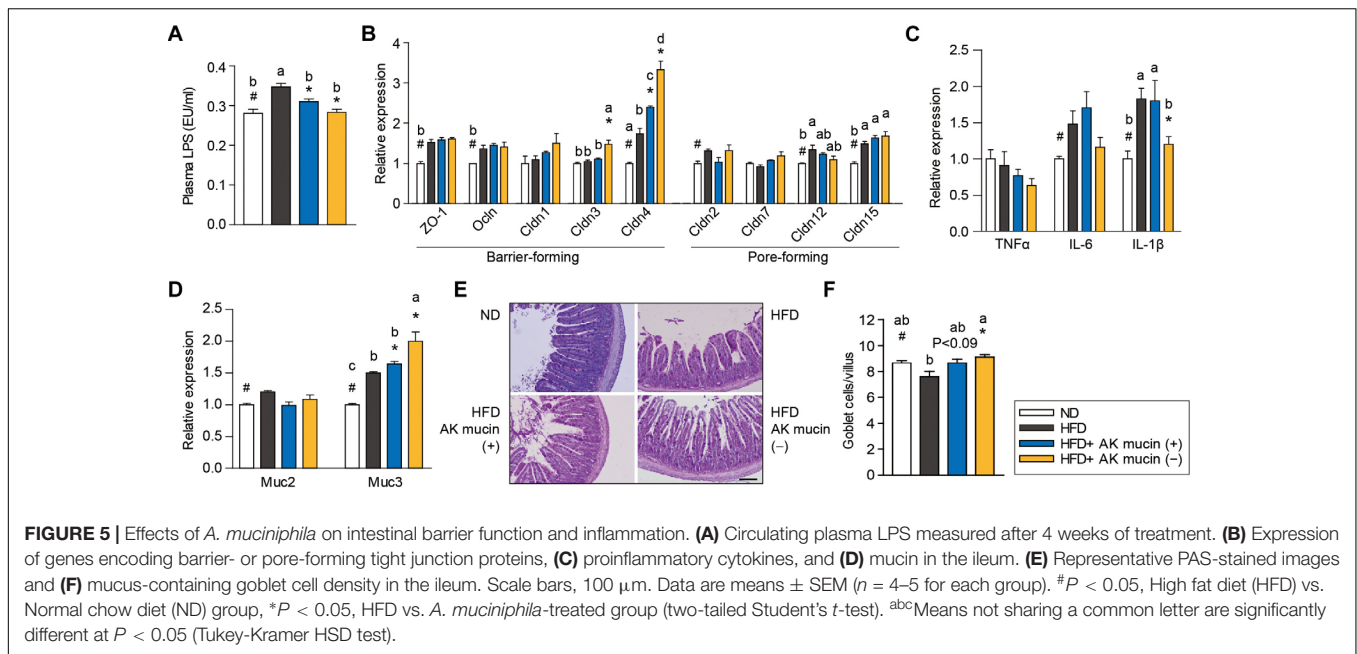 A
Plasma LPS (EU/ml)
0.4
0.3
0.2
0.1
0.0
b
#
a
b
*
b
*
B
Relative expression
4
3
2
1
0
b
#
b
#
bb
b
a
*
a
#
a
c
*
d
*
#
b
#
a
ab
ab
b
#
a
a
a
ZO-1
Ocln
Cldn1
Cldn3
Cldn4
Cldn2
Cldn7
Cldn12
Cldn15
Barrier-forming
Pore-forming
C
Relative expression
2.5
2.0
1.5
1.0
0.5
0.0
#
b
#
a
a
b
*
TNFα
IL-6
IL-1β
D
Relative expression
2.5
2.0
1.5
1.0
0.5
0.0
#
c
#
b
b
*
a
*
Muc2
Muc3
E
ND
HFD
HFD
AK mucin
(+)
HFD
AK mucin
(−)
F
Goblet cells/villus
12
10
8
6
4
2
0
ab
#
b
ab
P<0.09
a
*
ND
HFD
HFD+ AK mucin (+)
HFD+ AK mucin (−)
FIGURE 5 | Effects of A. muciniphila on intestinal barrier function and inflammation. (A) Circulating plasma LPS measured after 4 weeks of treatment. (B) Expression
of genes encoding barrier- or pore-forming tight junction proteins, (C) proinflammatory cytokines, and (D) mucin in the ileum. (E) Representative PAS-stained images
and (F) mucus-containing goblet cell density in the ileum. Scale bars, 100 μm. Data are means ± SEM (n = 4–5 for each group). #P < 0.05, High fat diet (HFD) vs.
Normal chow diet (ND) group, *P < 0.05, HFD vs. A. muciniphila-treated group (two-tailed Student's t-test). abcMeans not sharing a common letter are significantly
different at P < 0.05 (Tukey-Kramer HSD test).